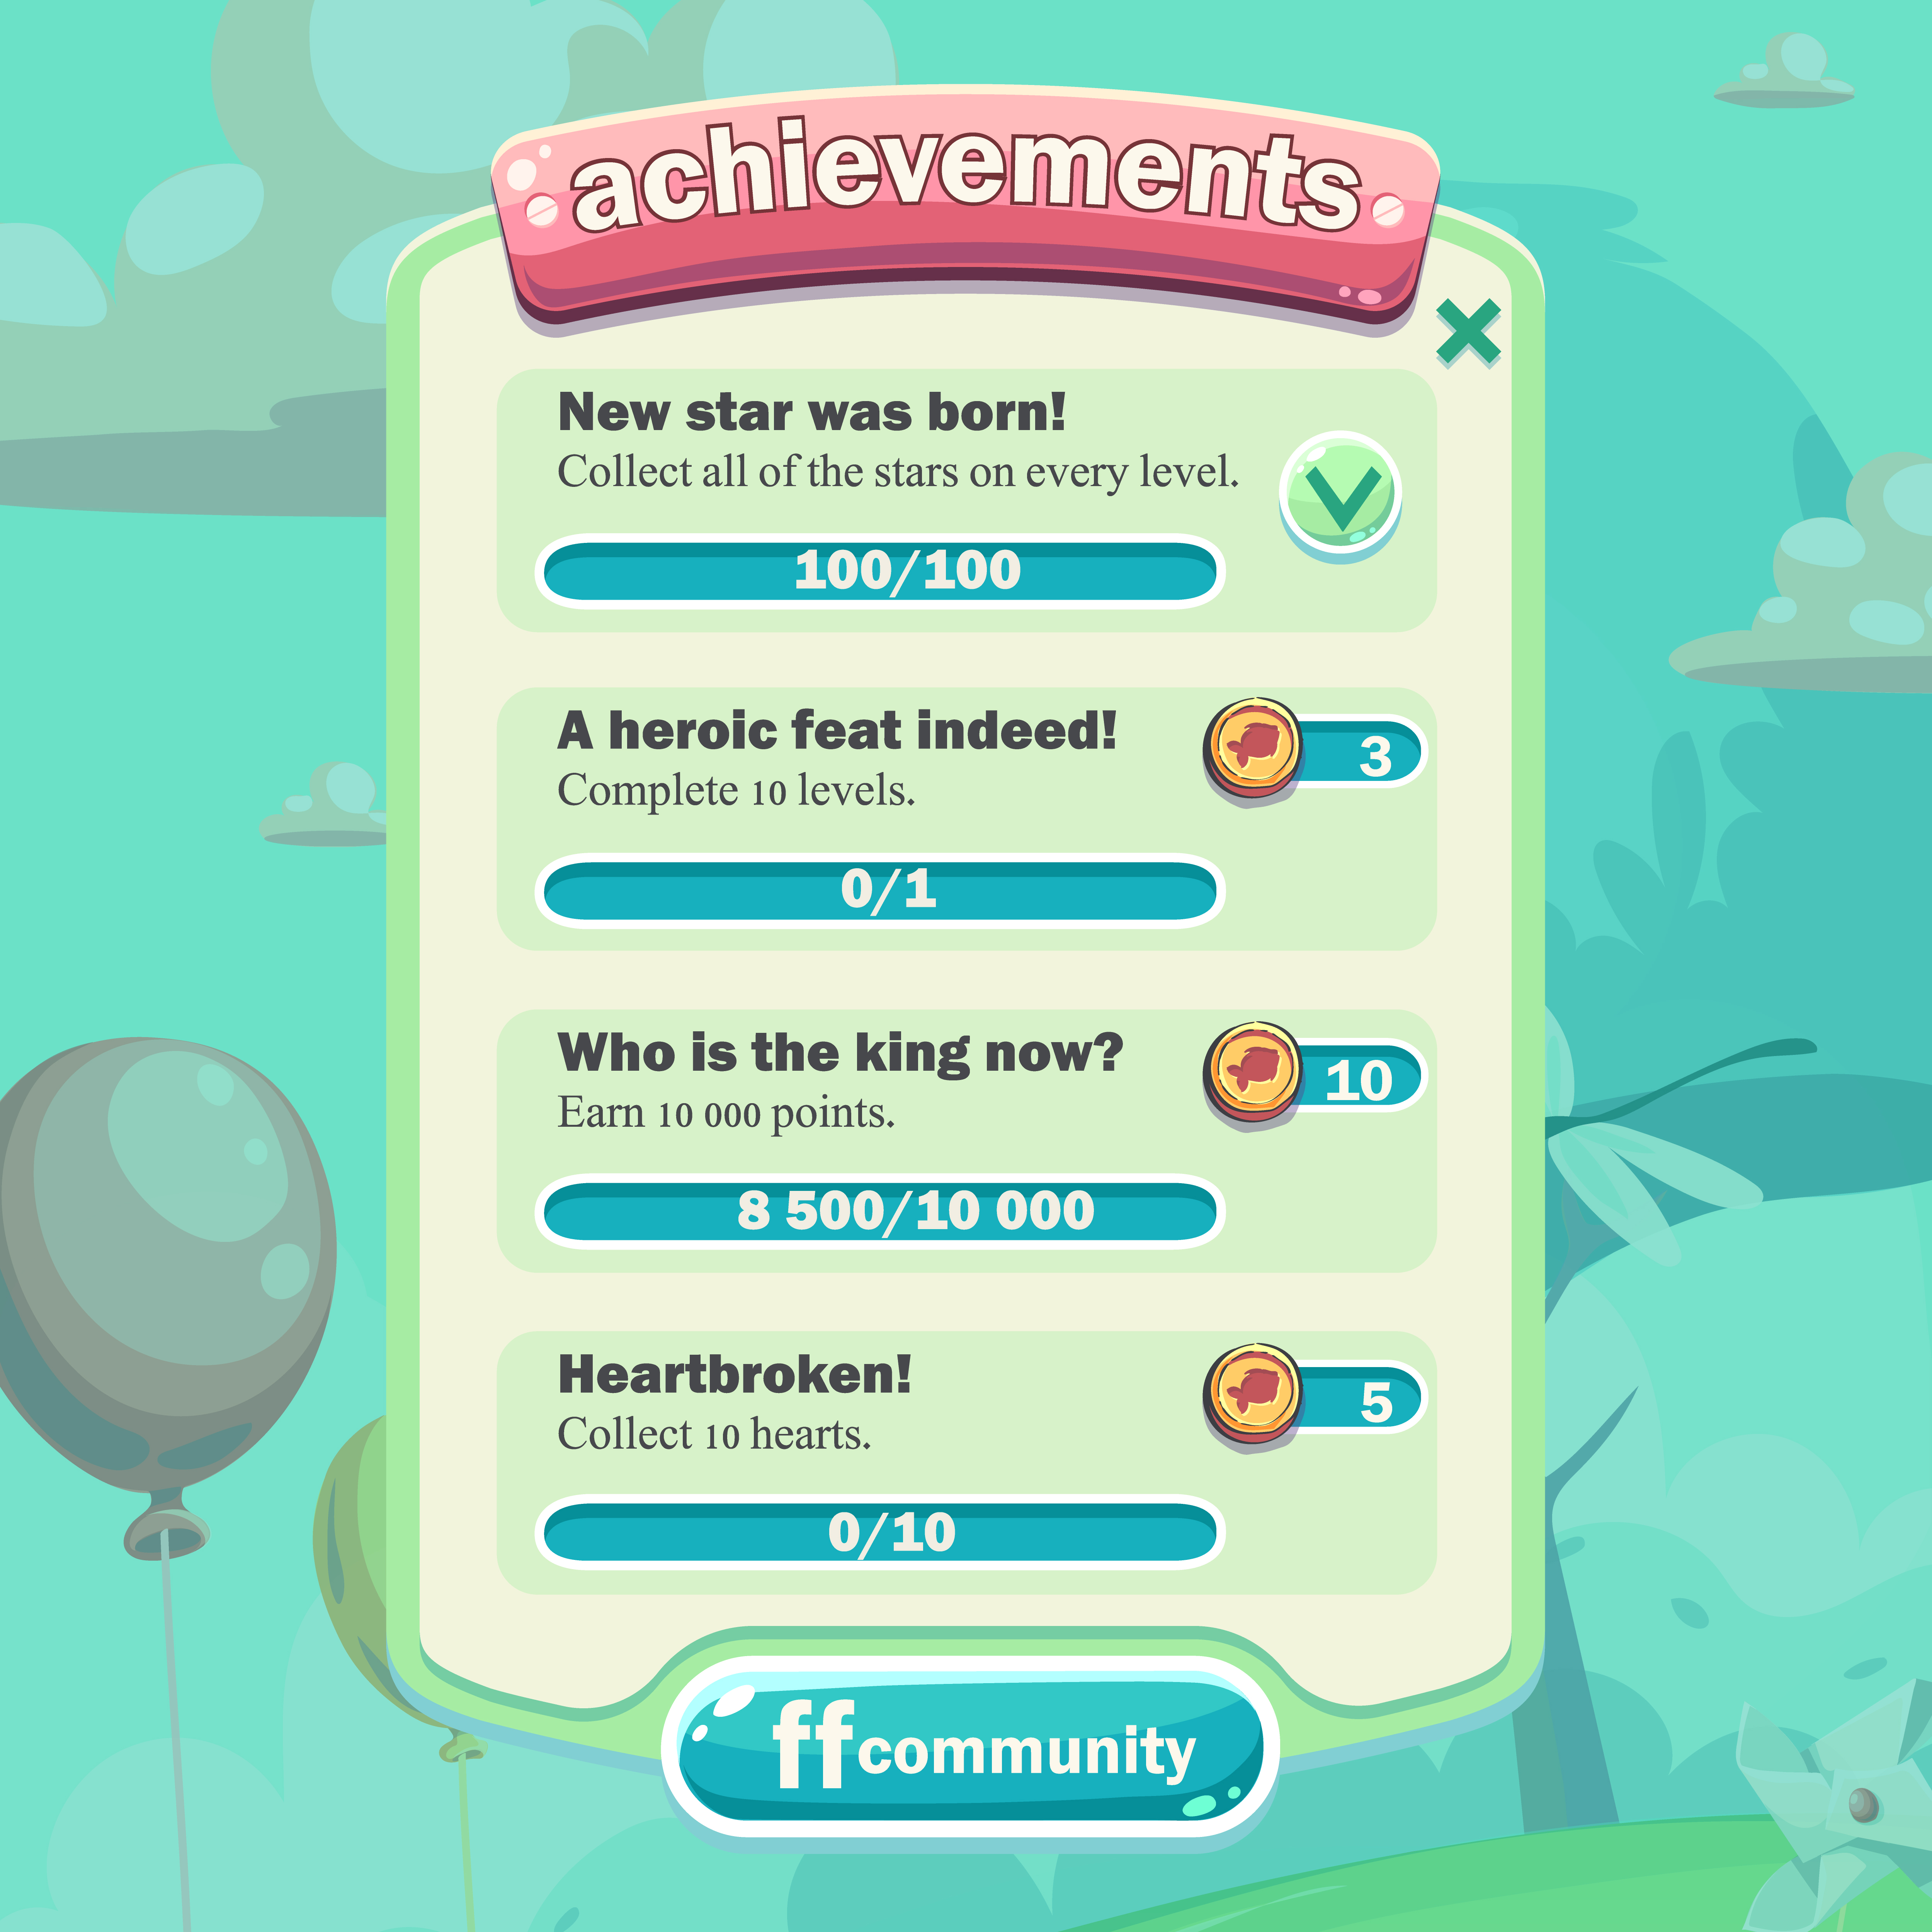 achievements
New star was born!
Collect all of the stars on every level.
100/100
A heroic feat indeed!
3
Complete 10 levels.
0/1
Who is the king now?
10
Earn 10 000 points.
8 500/10 000
Heartbroken!
5
Collect 10 hearts.
0/10
ff community